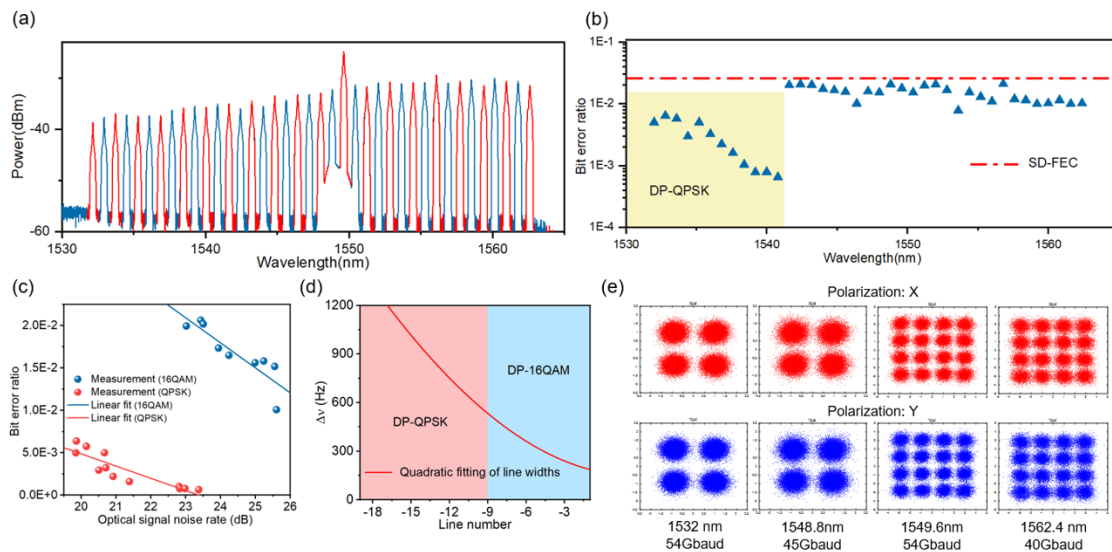 (a)
Power(dBm)
-40
-60
1530
1540
1550
1560
Wavelength(nm)
(b)
Bit error ratio
1E-1
1E-2
1E-3
1E-4
DP-QPSK
SD-FEC
1530
1540
1550
1560
Wavelength(nm)
(c)
Bit error ratio
2.0E-2
1.5E-2
1.0E-2
5.0E-3
0.0E+0
Measurement (16QAM)
Measurement (QPSK)
Linear fit (16QAM)
Linear fit (QPSK)
20 21 22 23 24 25 26
Optical signal noise rate (dB)
(d)
Δν (Hz)
1200
900
600
300
0
DP-16QAM
DP-QPSK
Quadratic fitting of line widths
-18 -15 -12 -9 -6 -3
Line number
(e)
Polarization: X
Polarization: Y
1532 nm 1548.8nm 1549.6nm 1562.4 nm
54Gbaud 45Gbaud 54Gbaud 40Gbaud